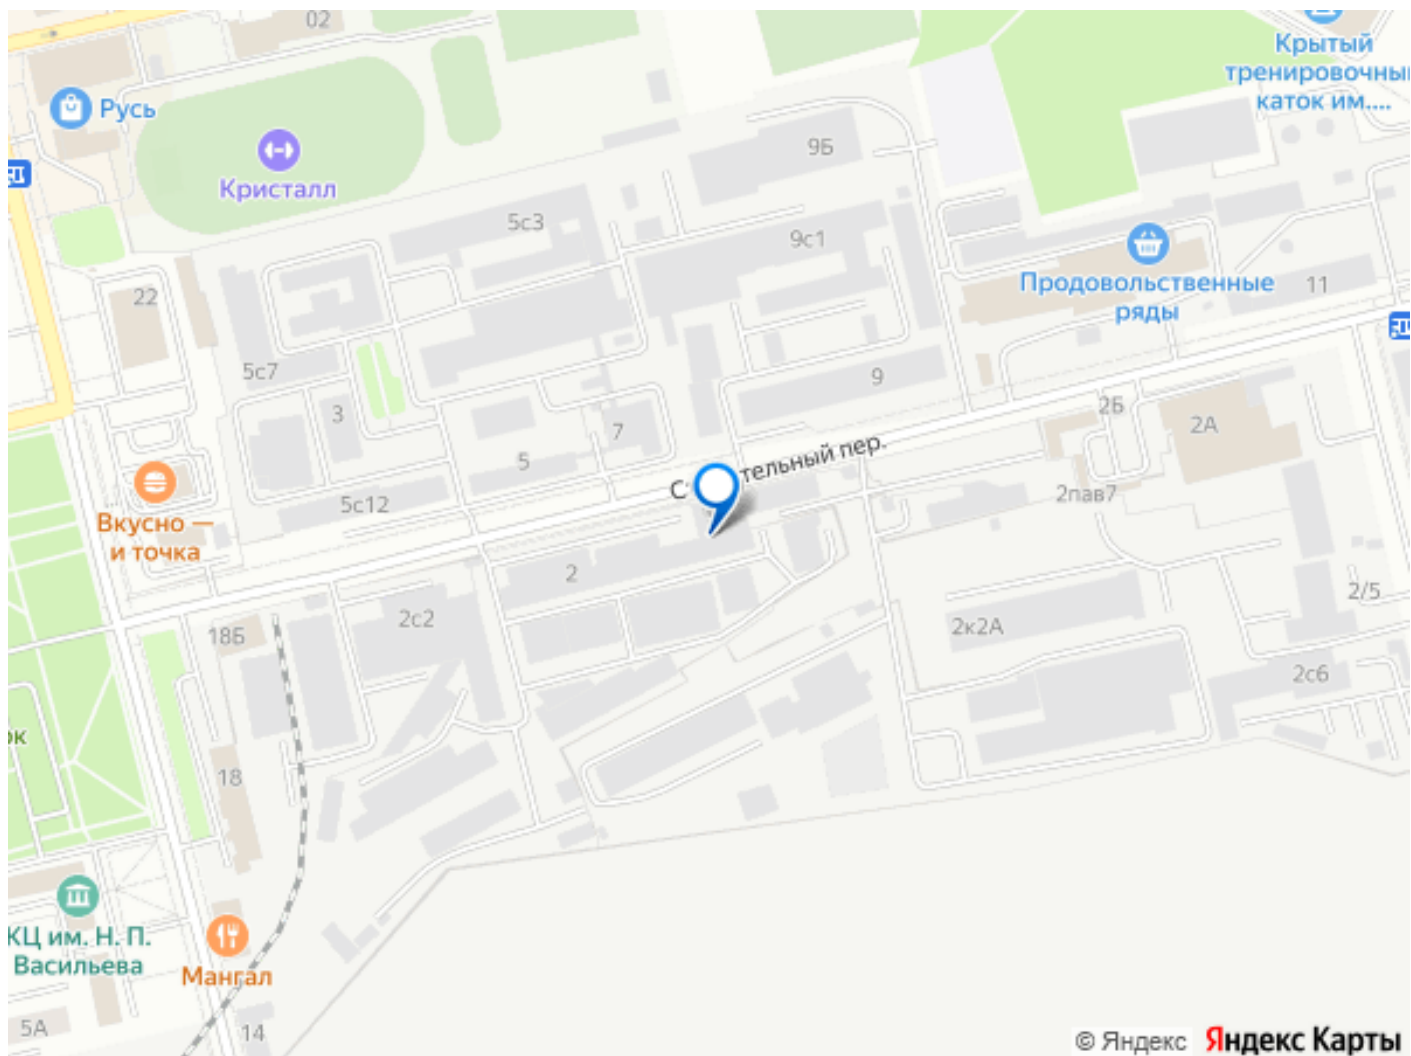 02
Крытый
тренировочны
каток им....
Русь
9Б
Кристалл
5с3
9с1
Продовольственные
ряды
22
11
5с7
9
3
2Б
7
2А
5
тельный пер.
5с12
2пав7
Вкусно —
и точка
2
2/5
2с2
18Б
2к2А
2с6
ок
18
КЦ им. Н. П.
Васильева
Мангал
5А
14
© Яндекс
Яндекс Карты